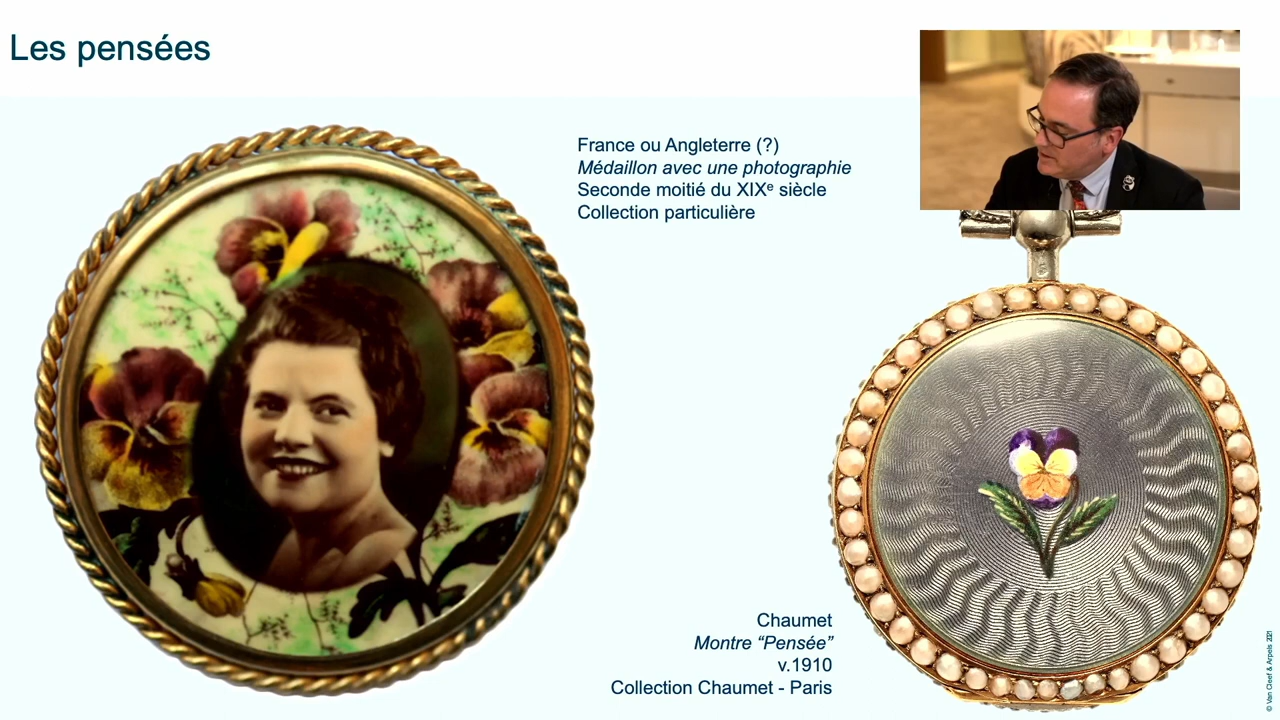 Les pensées
France ou Angleterre (?)
Médaillon avec une photographie
Seconde moitié du XIXᵉ siècle
Collection particulière
Chaumet
Montre “Pensée”
v.1910
Collection Chaumet - Paris
© Van Cleef & Arpels 2021